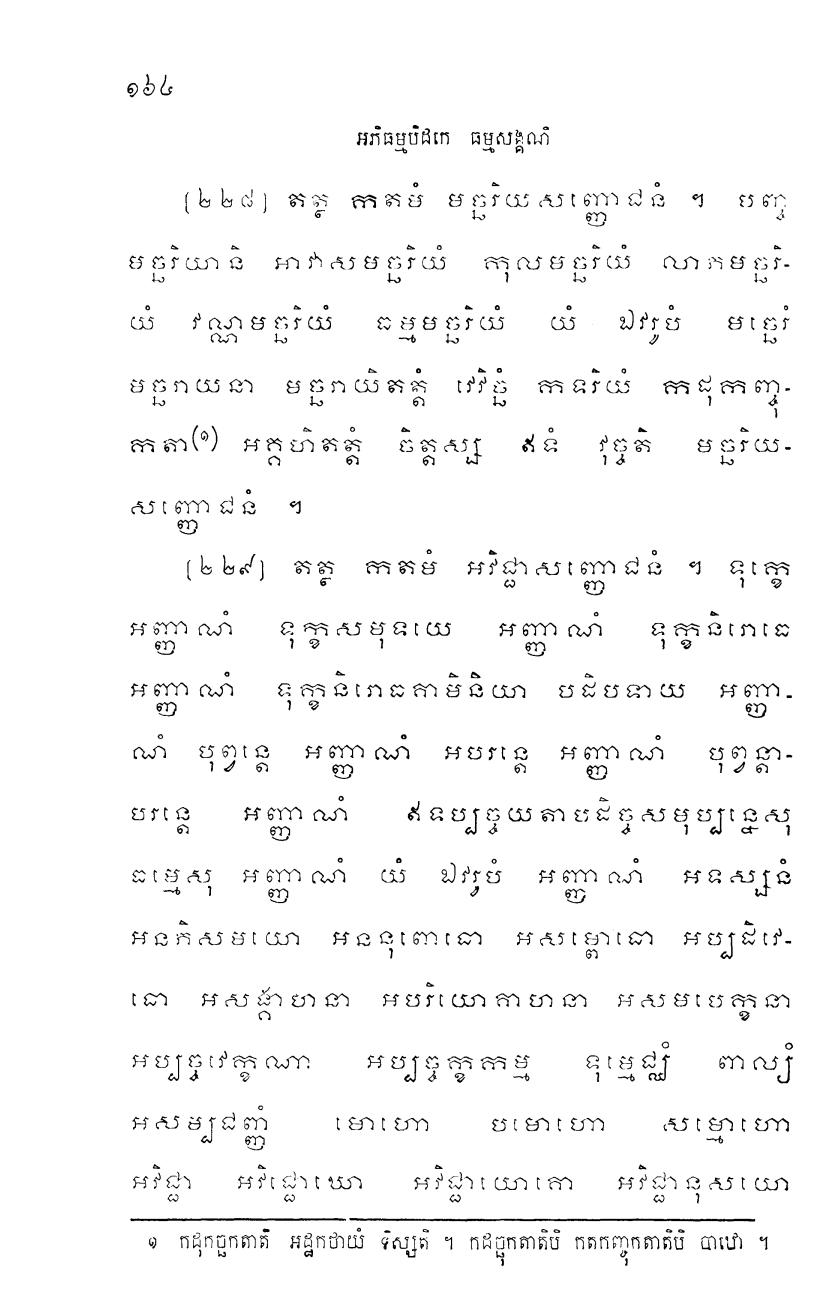 ១៦៤
អភិធម្មបិដកេ ធម្មសង្គណី
[២២៨] តត្ថ កតមំ មច្ឆរិយសញ្ញោជនំ ។ បញ្ច
មច្ឆរិយានិ អាវាសមច្ឆរិយំ កុលមច្ឆរិយំ លាភមច្ឆរិ-
យំ វណ្ណមច្ឆរិយំ ធម្មមច្ឆរិយំ យំ ឯវរូបំ មច្ឆេរំ
មច្ឆរាយនា មច្ឆរាយិតត្តំ វេវិច្ឆំ កទរិយំ កដុកញ្ចុ-
កតា(១) អគ្គហិតត្តំ ចិត្តស្ស ឥទំ វុច្ចតិ មច្ឆរិយ-
សញ្ញោជនំ ។
[២២៩] តត្ថ កតមំ អវិជ្ជាសញ្ញោជនំ ។ ទុក្ខេ
អញ្ញាណំ ទុក្ខសមុទយេ អញ្ញាណំ ទុក្ខនិរោធេ
អញ្ញាណំ ទុក្ខនិរោធគាមិនិយា បដិបទាយ អញ្ញា-
ណំ បុព្វន្តេ អញ្ញាណំ អបរន្តេ អញ្ញាណំ បុព្វន្តា-
បរន្តេ អញ្ញាណំ ឥទប្បច្ចយតាបដិច្ចសមុប្បន្នេសុ
ធម្មេសុ អញ្ញាណំ យំ ឯវរូបំ អញ្ញាណំ អទស្សនំ
អនភិសមយោ អននុពោធោ អសម្ពោធោ អប្បដិវេ-
ធោ អសង្គាហនា អបរិយោគាហនា អសមបេក្ខនា
អប្បច្ចវេក្ខណា អប្បច្ចក្ខកម្មំ ទុម្មេជ្ឈំ ពាល្យំ
អសម្បជញ្ញំ មោហោ បមោហោ សម្មោហោ
អវិជ្ជា អវិជ្ជោឃោ អវិជ្ជាយោគោ អវិជ្ជានុសយោ
១ កដុកច្ឆកតាតិ អដ្ឋកថាយំ ទិស្សតិ ។ កដច្ឆុកតាតិបិ កតកញ្ចុកតាតិបិ បាឋោ ។